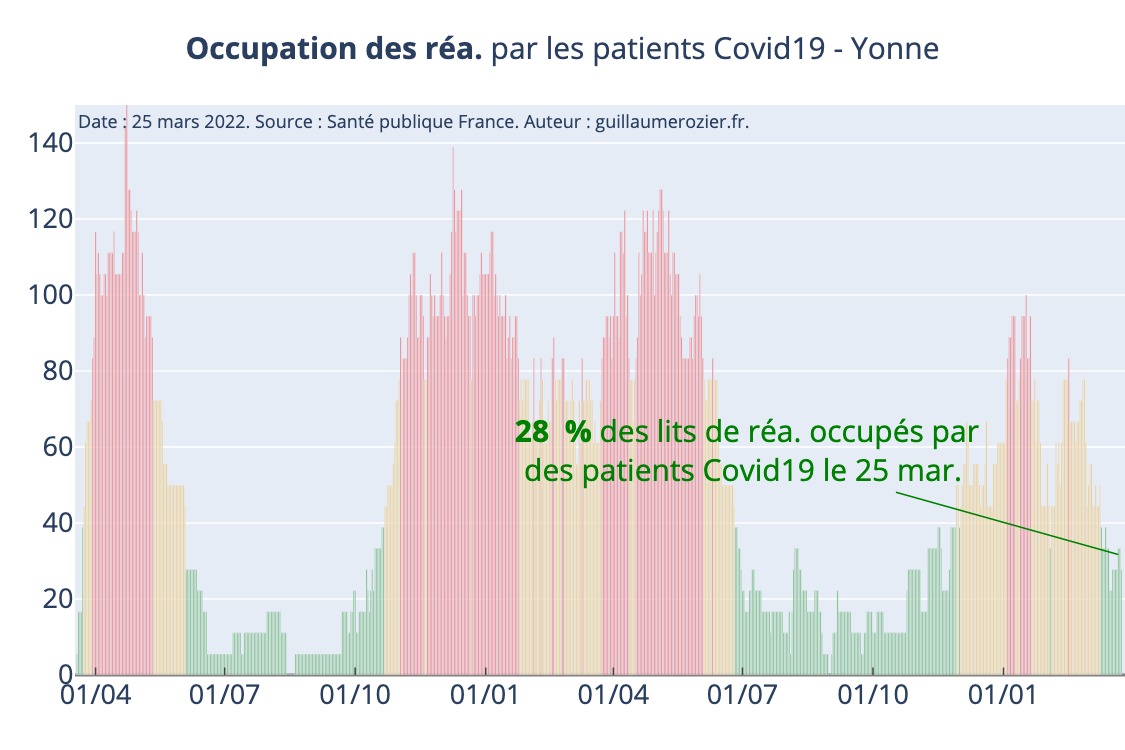 Occupation des réa. par les patients Covid19 - Yonne
Date : 25 mars 2022. Source : Santé publique France. Auteur : guillaumerozier.fr.
140
120
100
80
60
40
20
0
28 % des lits de réa. occupés par
des patients Covid19 le 25 mar.
01/04 01/07 01/10 01/01 01/04 01/07 01/10 01/01